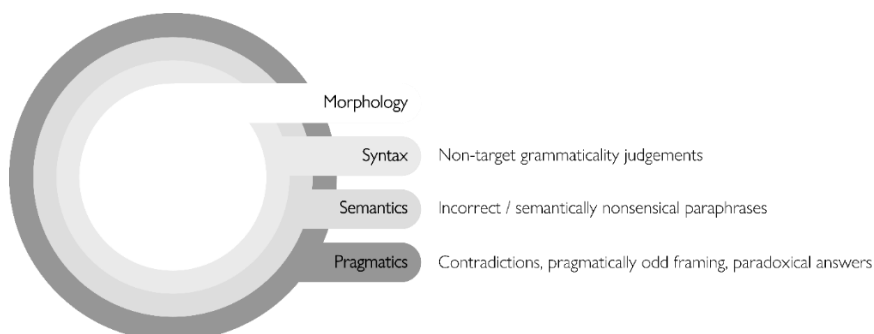 Morphology
Syntax Non-target grammaticality judgements
Semantics Incorrect / semantically nonsensical paraphrases
Pragmatics Contradictions, pragmatically odd framing, paradoxical answers